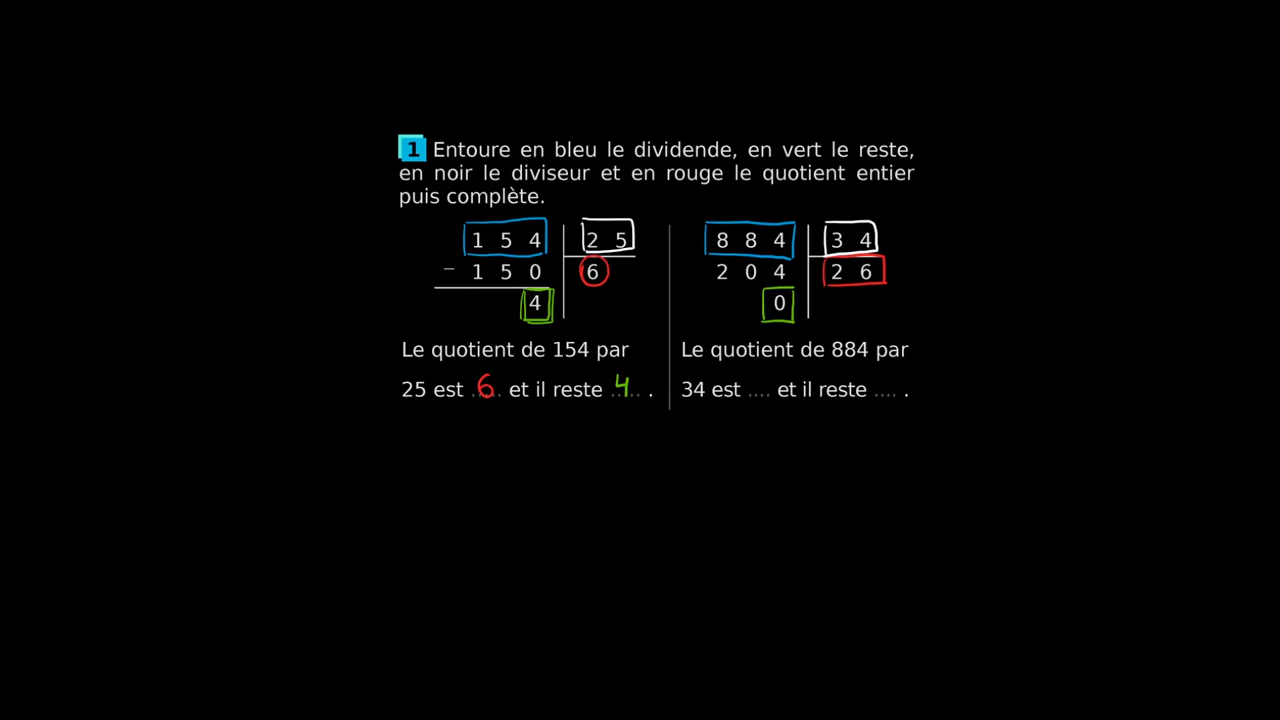 1 Entoure en bleu le dividende, en vert le reste,
en noir le diviseur et en rouge le quotient entier
puis complète.
1 5 4 2 5
− 1 5 0 6
4
Le quotient de 154 par
25 est 6 et il reste 4 .
8 8 4 3 4
2 0 4 2 6
0
Le quotient de 884 par
34 est .... et il reste .... .